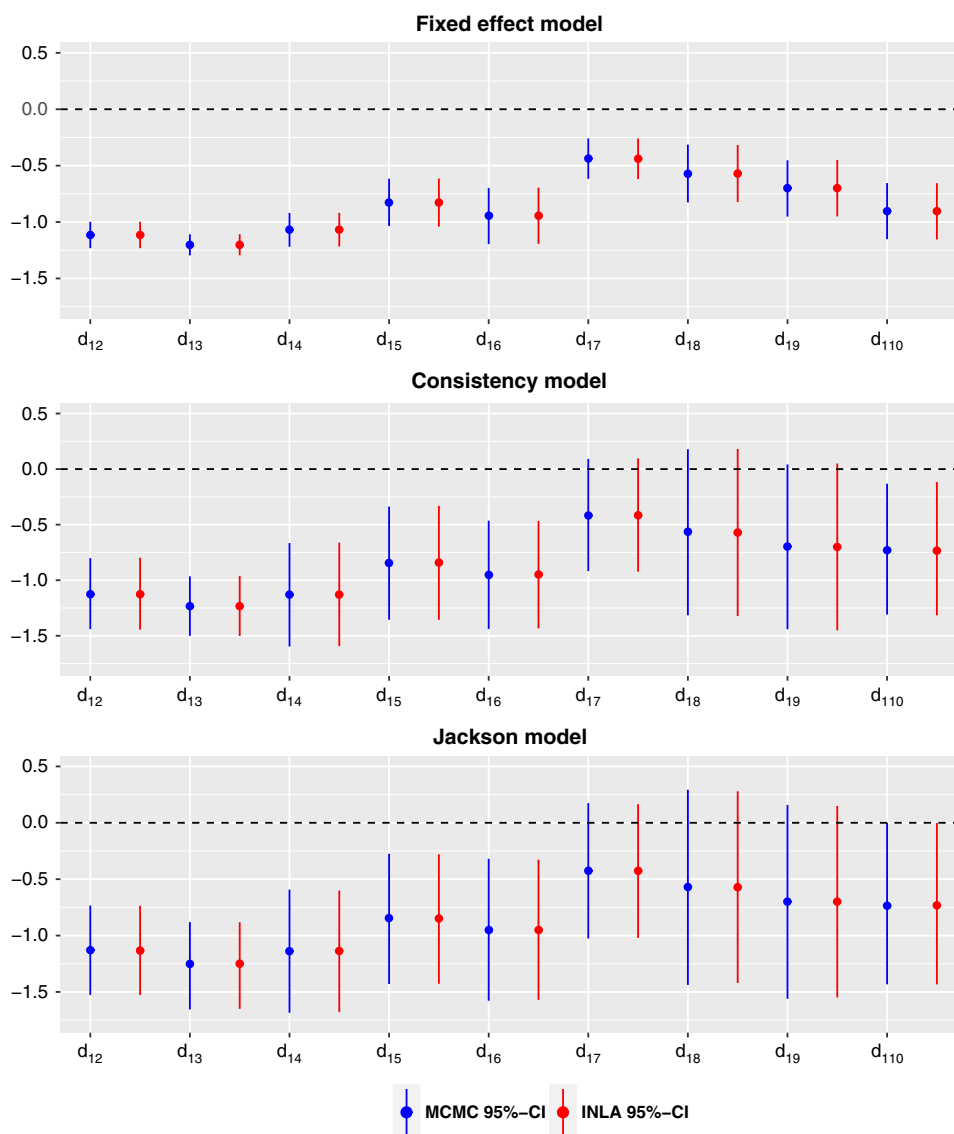 Fixed effect model
0.5
0.0
−0.5
−1.0
−1.5
d12 d13 d14 d15 d16 d17 d18 d19 d110
Consistency model
0.5
0.0
−0.5
−1.0
−1.5
d12 d13 d14 d15 d16 d17 d18 d19 d110
Jackson model
0.5
0.0
−0.5
−1.0
−1.5
d12 d13 d14 d15 d16 d17 d18 d19 d110
MCMC 95%−CI INLA 95%−CI